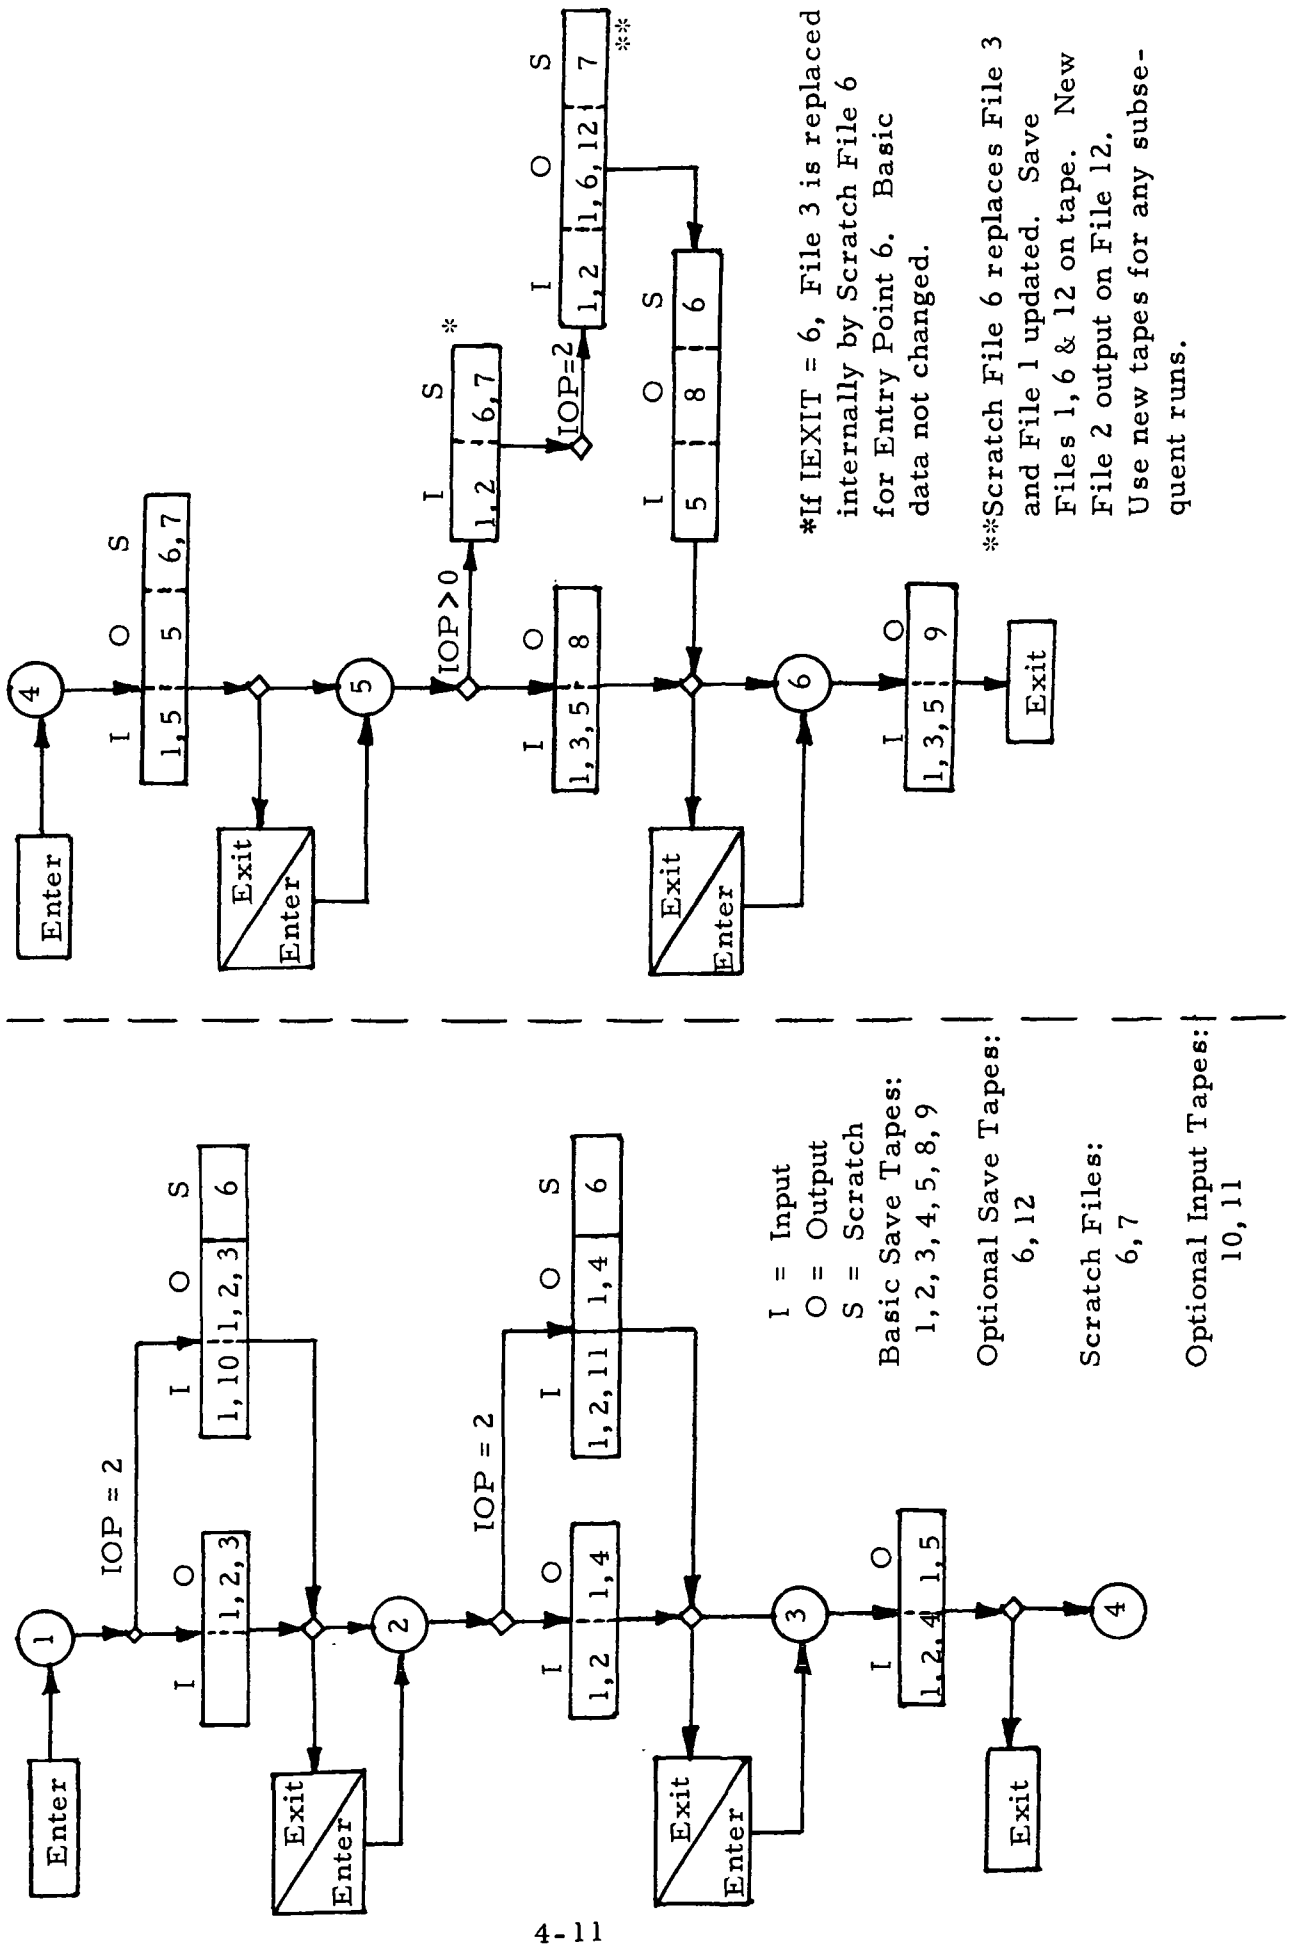 Enter
1
IOP = 2
I O
1, 2, 3
I O S
1, 10 1, 2, 3 6
Exit
Enter
2
IOP = 2
I O
1, 2 1, 4
I O S
1, 2, 11 1, 4 6
Exit
Enter
3
I O
1, 2, 4 1, 5
Exit
4
I = Input
O = Output
S = Scratch
Basic Save Tapes:
1, 2, 3, 4, 5, 8, 9
Optional Save Tapes:
6, 12
Scratch Files:
6, 7
Optional Input Tapes:
10, 11
Enter
4
I O S
1, 5 5 6, 7
Exit
Enter
5
IOP>0
I S
1, 2 6, 7
*
IOP=2
I O S
1, 2 1, 6, 12 7
**
I O
1, 3, 5 8
I O S
5 8 6
Exit
Enter
6
I O
1, 3, 5 9
Exit
*If IEXIT = 6, File 3 is replaced
internally by Scratch File 6
for Entry Point 6. Basic
data not changed.
**Scratch File 6 replaces File 3
and File 1 updated. Save
Files 1, 6 & 12 on tape. New
File 2 output on File 12.
Use new tapes for any subse-
quent runs.
4-11